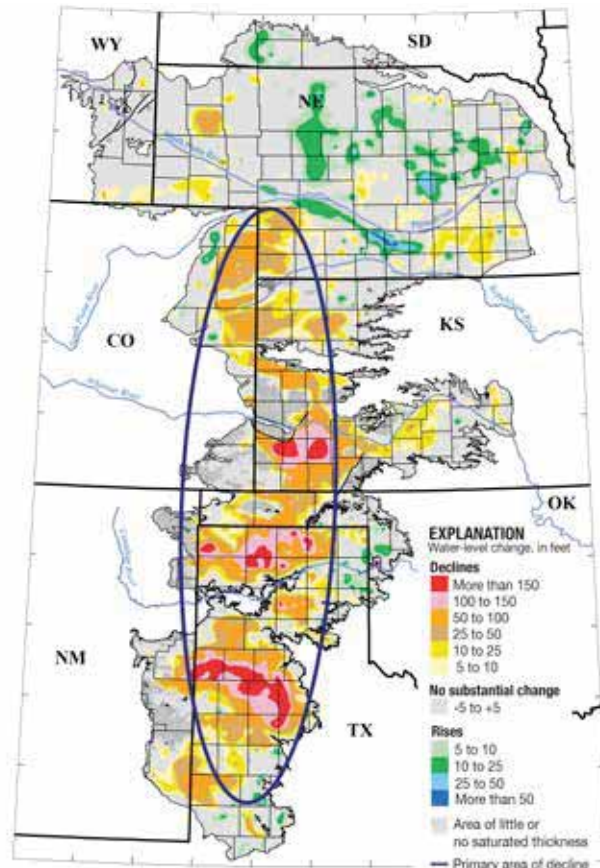 WY
SD
NE
CO
KS
OK
NM
TX
EXPLANATION
Water-level change, in feet
Declines
More than 150
100 to 150
50 to 100
25 to 50
10 to 25
5 to 10
No substantial change
-5 to +5
Rises
5 to 10
10 to 25
25 to 50
More than 50
Area of little or
no saturated thickness
Primary area of decline